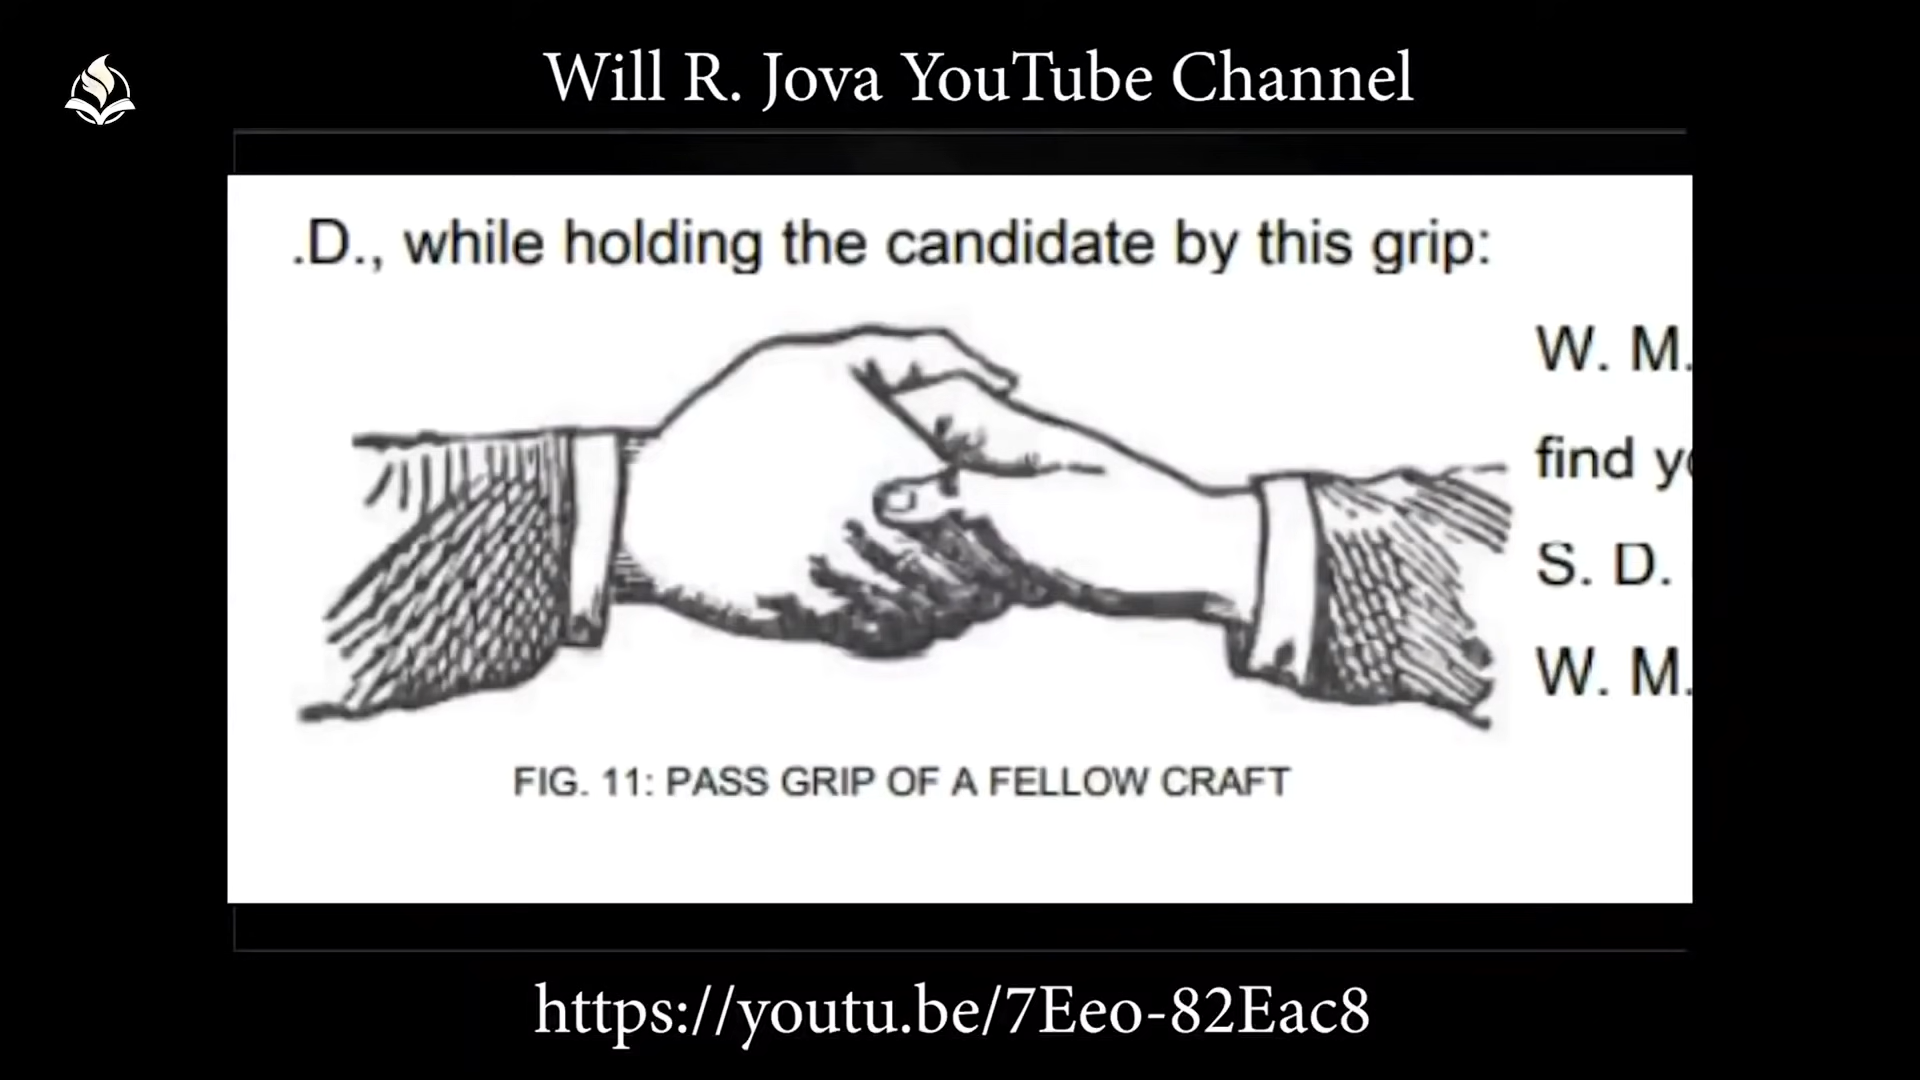 Will R. Jova YouTube Channel
.D., while holding the candidate by this grip:
W. M.
find
S. D.
W. M.
FIG. 11: PASS GRIP OF A FELLOW CRAFT
https://youtu.be/7Eeo-82Eac8